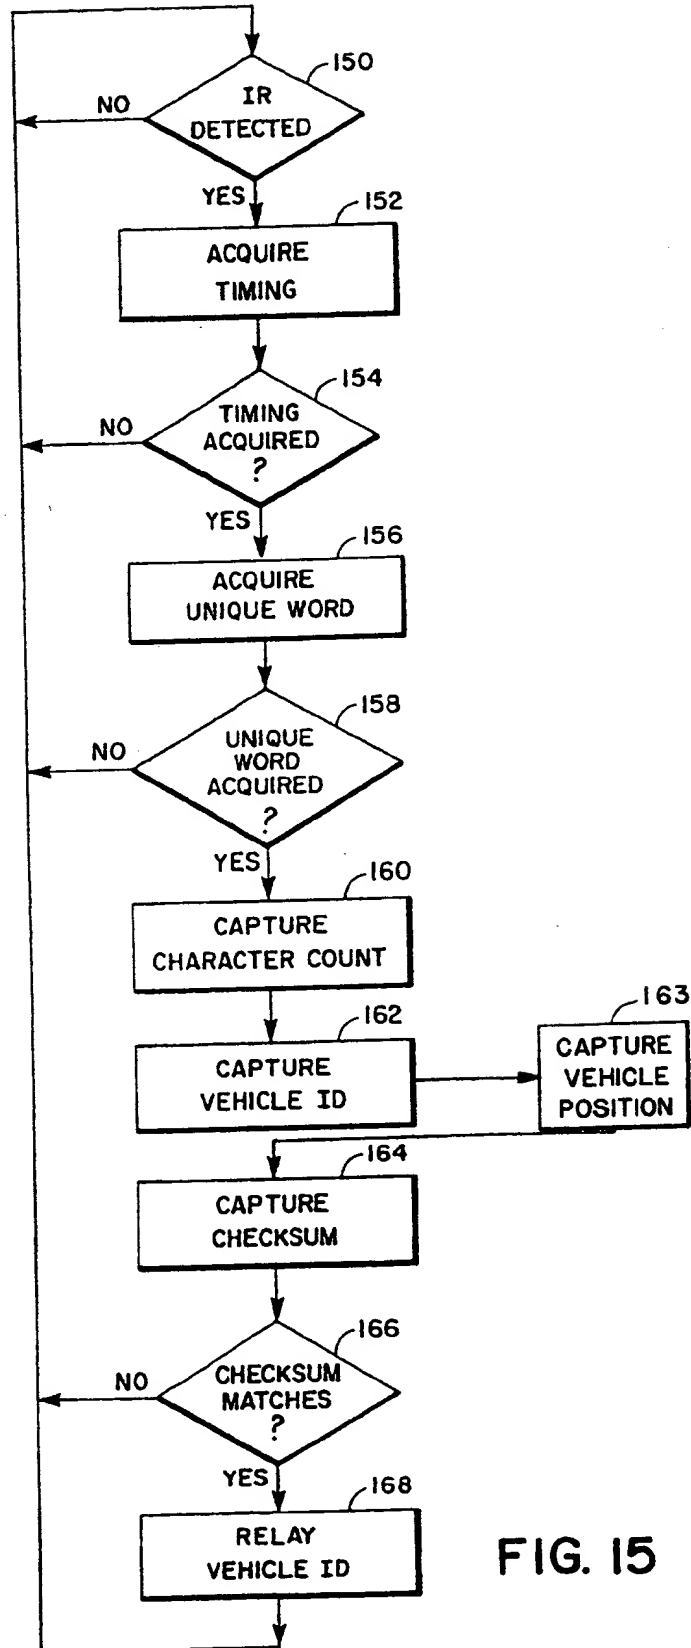 150
IR
DETECTED
NO
YES
152
ACQUIRE
TIMING
154
TIMING
ACQUIRED
?
NO
YES
156
ACQUIRE
UNIQUE WORD
158
UNIQUE
WORD
ACQUIRED
?
NO
YES
160
CAPTURE
CHARACTER COUNT
162
CAPTURE
VEHICLE ID
163
CAPTURE
VEHICLE
POSITION
164
CAPTURE
CHECKSUM
166
CHECKSUM
MATCHES
?
NO
YES
168
RELAY
VEHICLE ID
FIG. 15